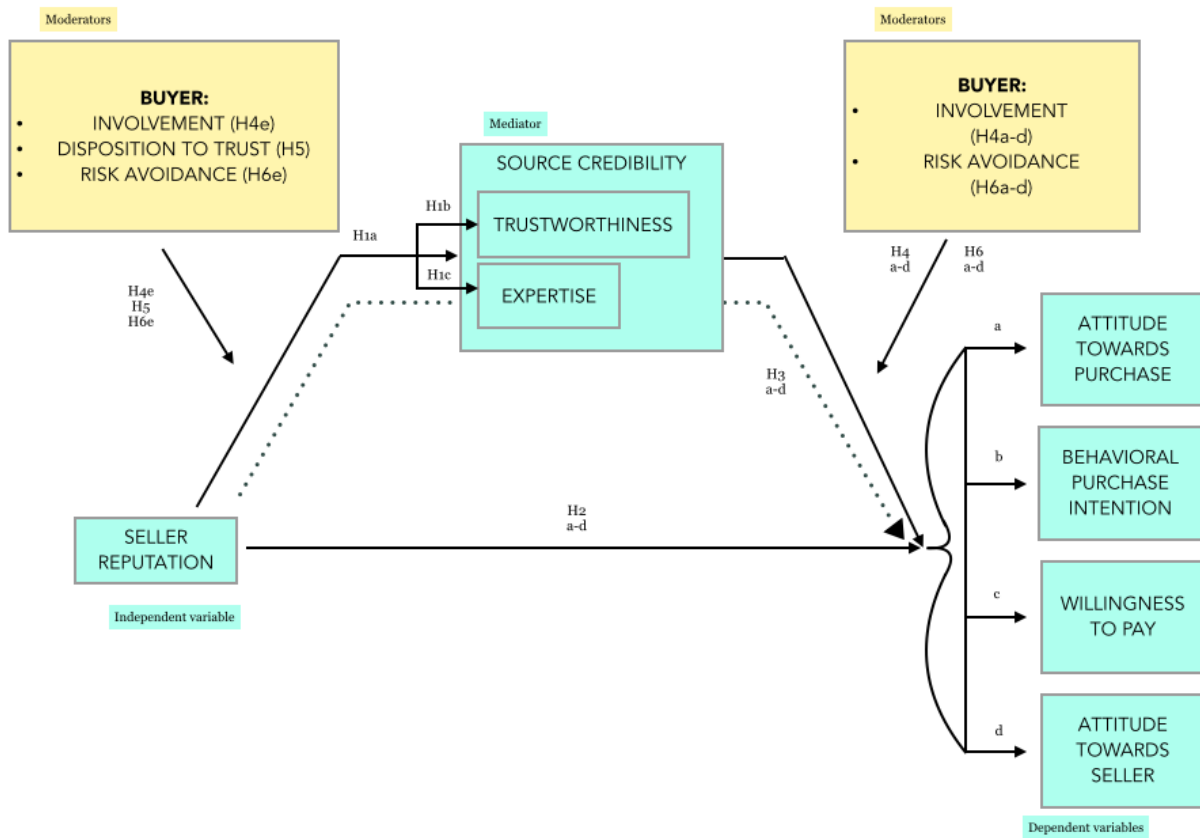 Moderators
BUYER:
• INVOLVEMENT (H4e)
• DISPOSITION TO TRUST (H5)
• RISK AVOIDANCE (H6e)
Moderators
BUYER:
• INVOLVEMENT
(H4a-d)
• RISK AVOIDANCE
(H6a-d)
Mediator
SOURCE CREDIBILITY
TRUSTWORTHINESS
EXPERTISE
H1a
H1b
H1c
H4e
H5
H6e
H4
a-d
H6
a-d
H3
a-d
H2
a-d
SELLER
REPUTATION
Independent variable
a
ATTITUDE
TOWARDS
PURCHASE
b
BEHAVIORAL
PURCHASE
INTENTION
c
WILLINGNESS
TO PAY
d
ATTITUDE
TOWARDS
SELLER
Dependent variables